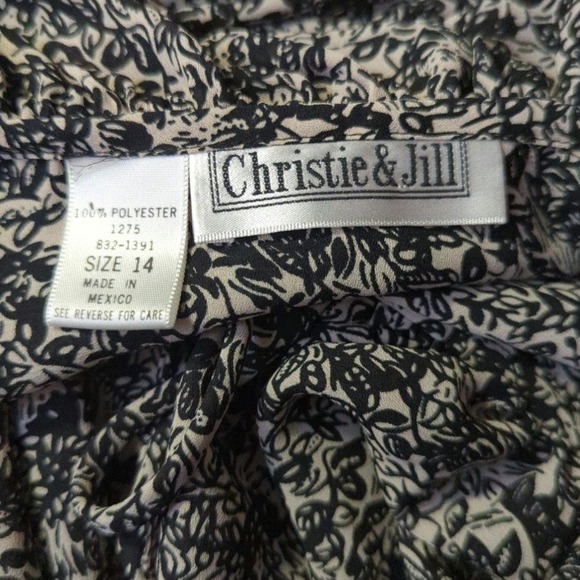 Christie & Jill
100% POLYESTER
1275
832-1391
SIZE 14
MADE IN
MEXICO
SEE REVERSE FOR CARE